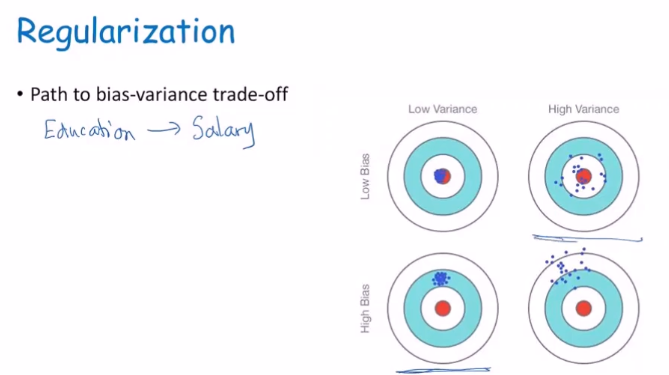 Regularization
• Path to bias-variance trade-off
Education → Salary
Low Variance
High Variance
Low Bias
High Bias